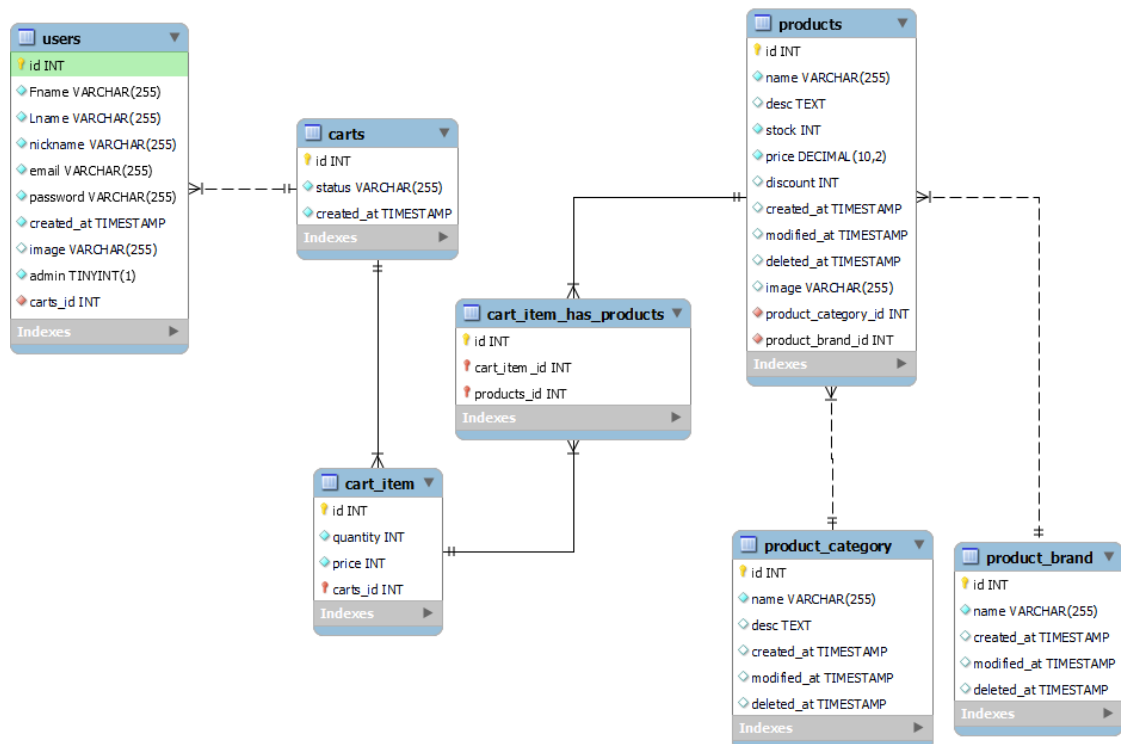 users
id INT
Fname VARCHAR(255)
Lname VARCHAR(255)
nickname VARCHAR(255)
email VARCHAR(255)
password VARCHAR(255)
created_at TIMESTAMP
image VARCHAR(255)
admin TINYINT(1)
carts_id INT
Indexes
carts
id INT
status VARCHAR(255)
created_at TIMESTAMP
Indexes
cart_item_has_products
id INT
cart_item_id INT
products_id INT
Indexes
cart_item
id INT
quantity INT
price INT
carts_id INT
Indexes
products
id INT
name VARCHAR(255)
desc TEXT
stock INT
price DECIMAL(10,2)
discount INT
created_at TIMESTAMP
modified_at TIMESTAMP
deleted_at TIMESTAMP
image VARCHAR(255)
product_category_id INT
product_brand_id INT
Indexes
product_category
id INT
name VARCHAR(255)
desc TEXT
created_at TIMESTAMP
modified_at TIMESTAMP
deleted_at TIMESTAMP
Indexes
product_brand
id INT
name VARCHAR(255)
created_at TIMESTAMP
modified_at TIMESTAMP
deleted_at TIMESTAMP
Indexes